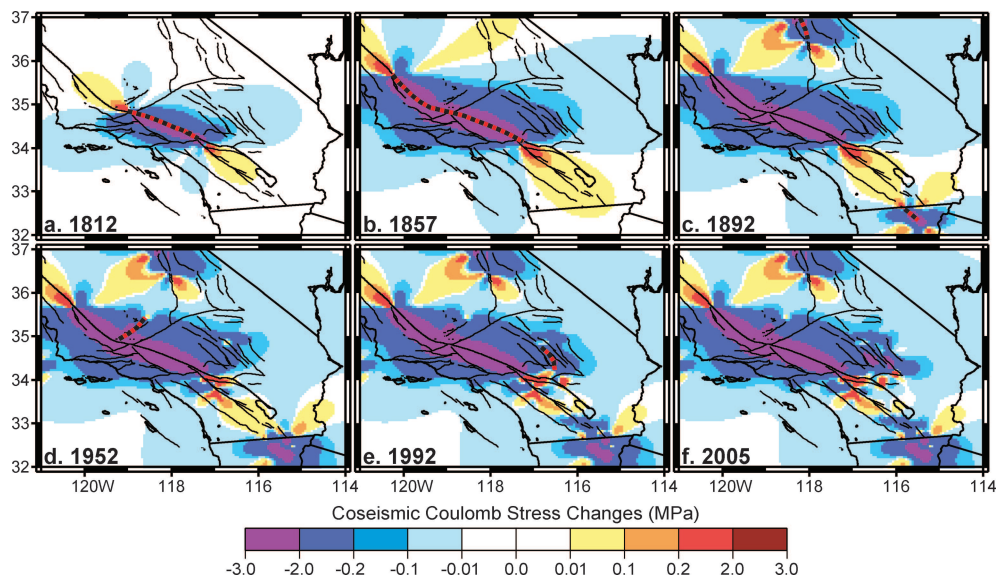 37
36
35
34
33
32
a. 1812
b. 1857
c. 1892
37
36
35
34
33
32
d. 1952
e. 1992
f. 2005
120W 118 116 114
120W 118 116 114
120W 118 116 114
Coseismic Coulomb Stress Changes (MPa)
-3.0 -2.0 -0.2 -0.1 -0.01 0.0 0.01 0.1 0.2 2.0 3.0